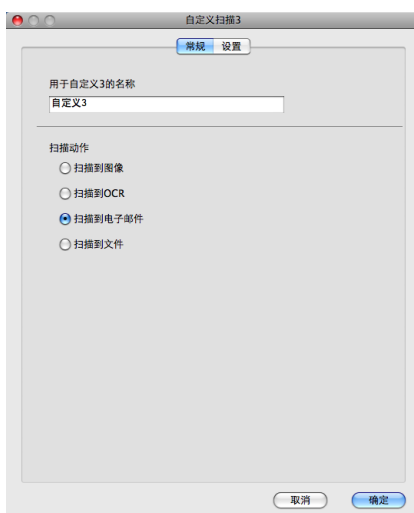 自定义扫描3
常规 设置
用于自定义3的名称
自定义3
扫描动作
扫描到图像
扫描到OCR
扫描到电子邮件
扫描到文件
取消 确定